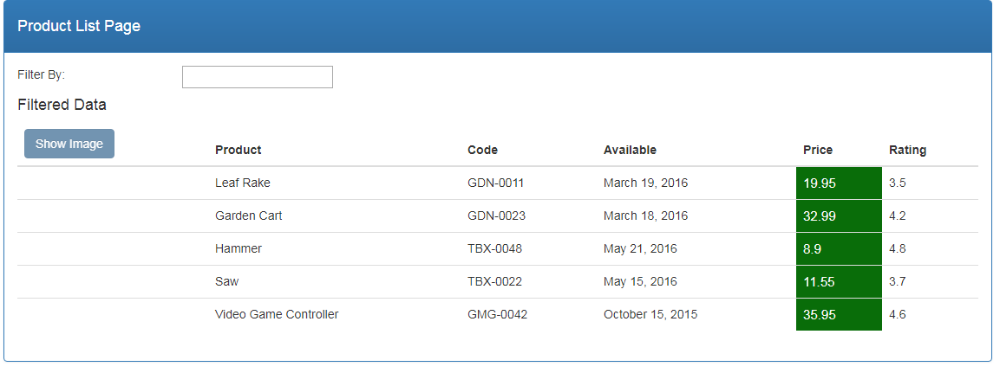 Product List Page
Filter By:
Filtered Data
Show Image Product Code Available Price Rating
Leaf Rake GDN-0011 March 19, 2016 19.95 3.5
Garden Cart GDN-0023 March 18, 2016 32.99 4.2
Hammer TBX-0048 May 21, 2016 8.9 4.8
Saw TBX-0022 May 15, 2016 11.55 3.7
Video Game Controller GMG-0042 October 15, 2015 35.95 4.6